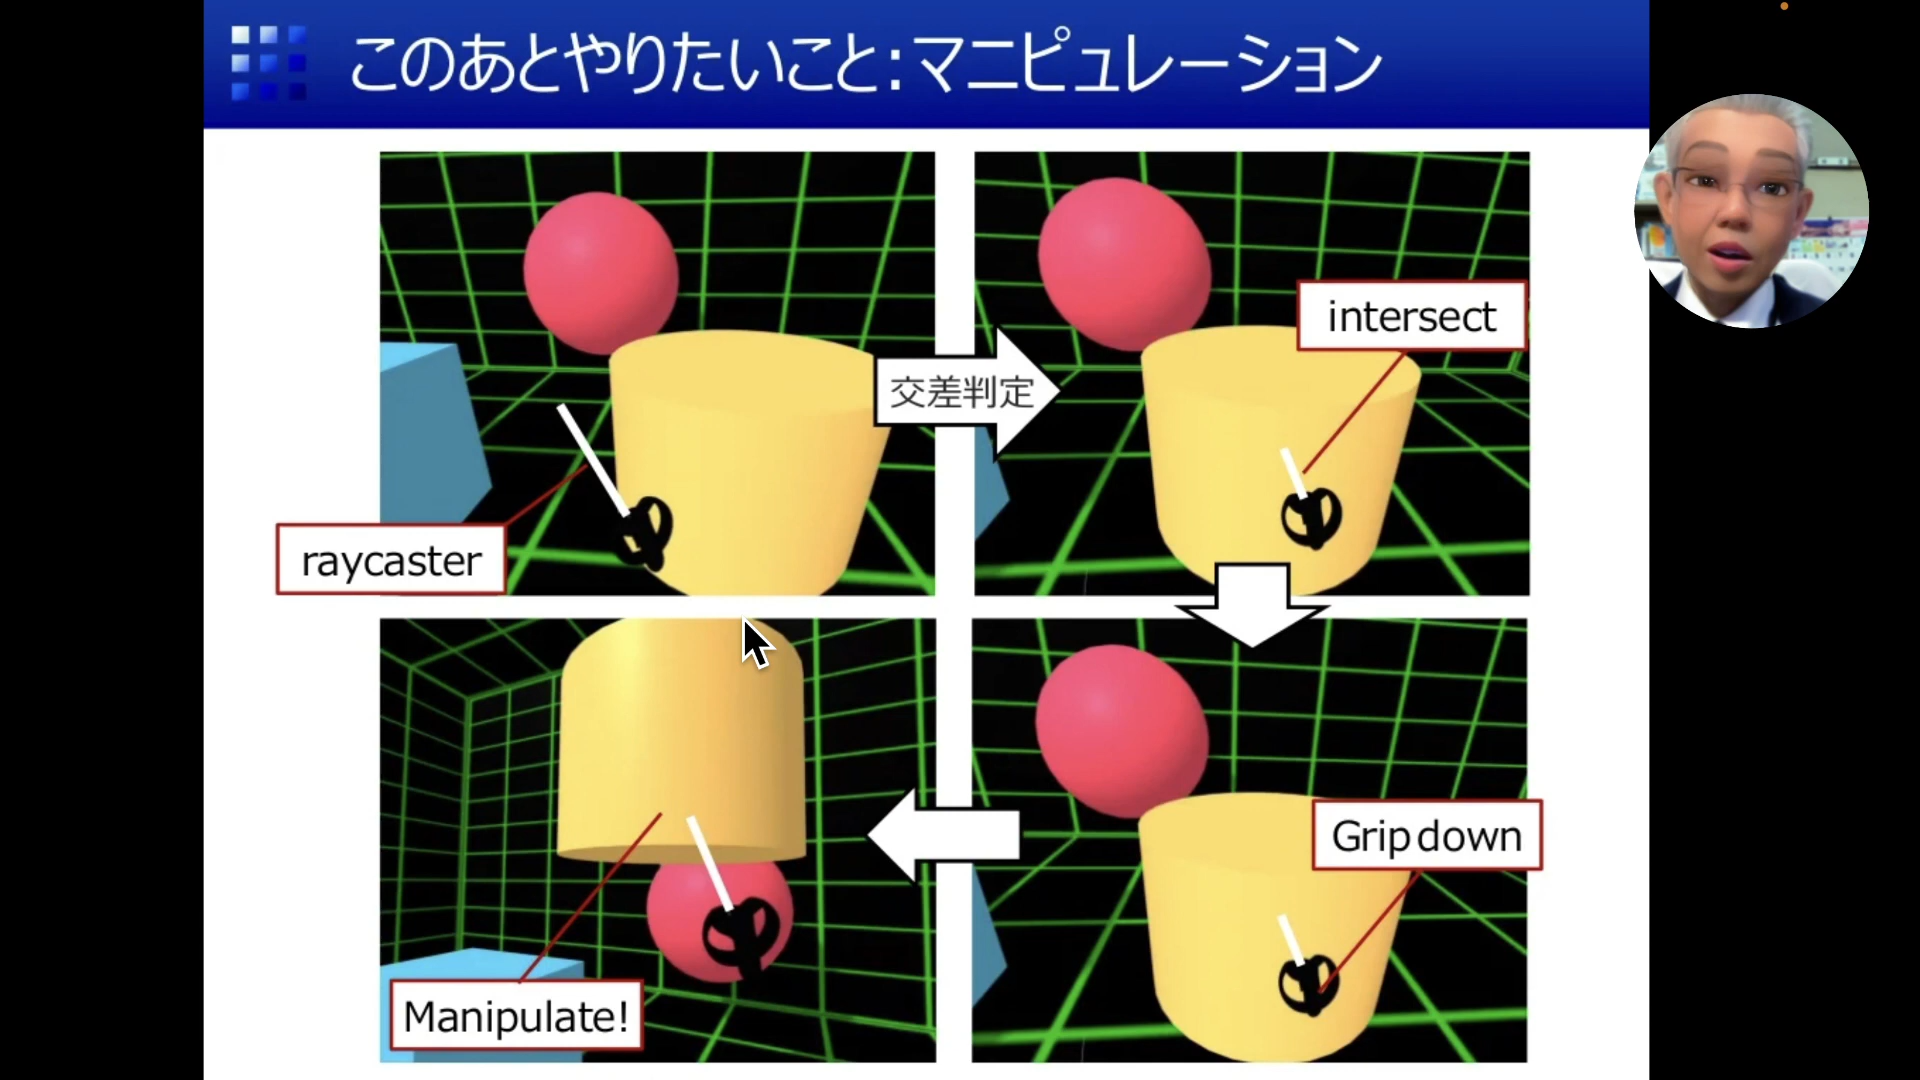 このあとやりたいこと:マニピュレーション
raycaster
交差判定
intersect
Grip down
Manipulate!